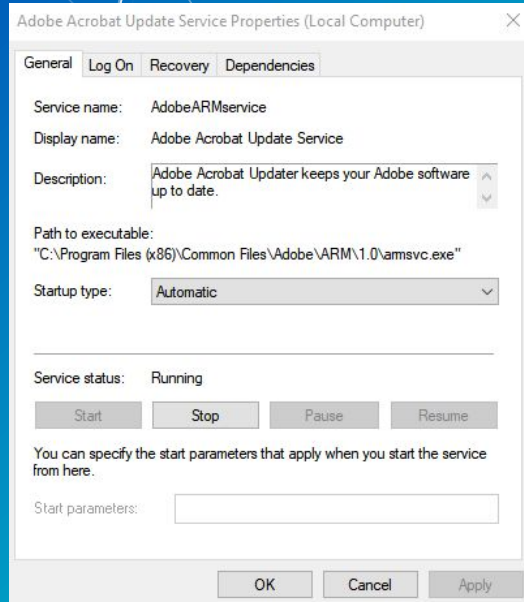 Adobe Acrobat Update Service Properties (Local Computer)
General Log On Recovery Dependencies
Service name: AdobeARMservice
Display name: Adobe Acrobat Update Service
Description: Adobe Acrobat Updater keeps your Adobe software
up to date.
Path to executable:
"C:\Program Files (x86)\Common Files\Adobe\ARM\1.0\armsvc.exe"
Startup type: Automatic
Service status: Running
Start Stop Pause Resume
You can specify the start parameters that apply when you start the service
from here.
Start parameters:
OK Cancel Apply